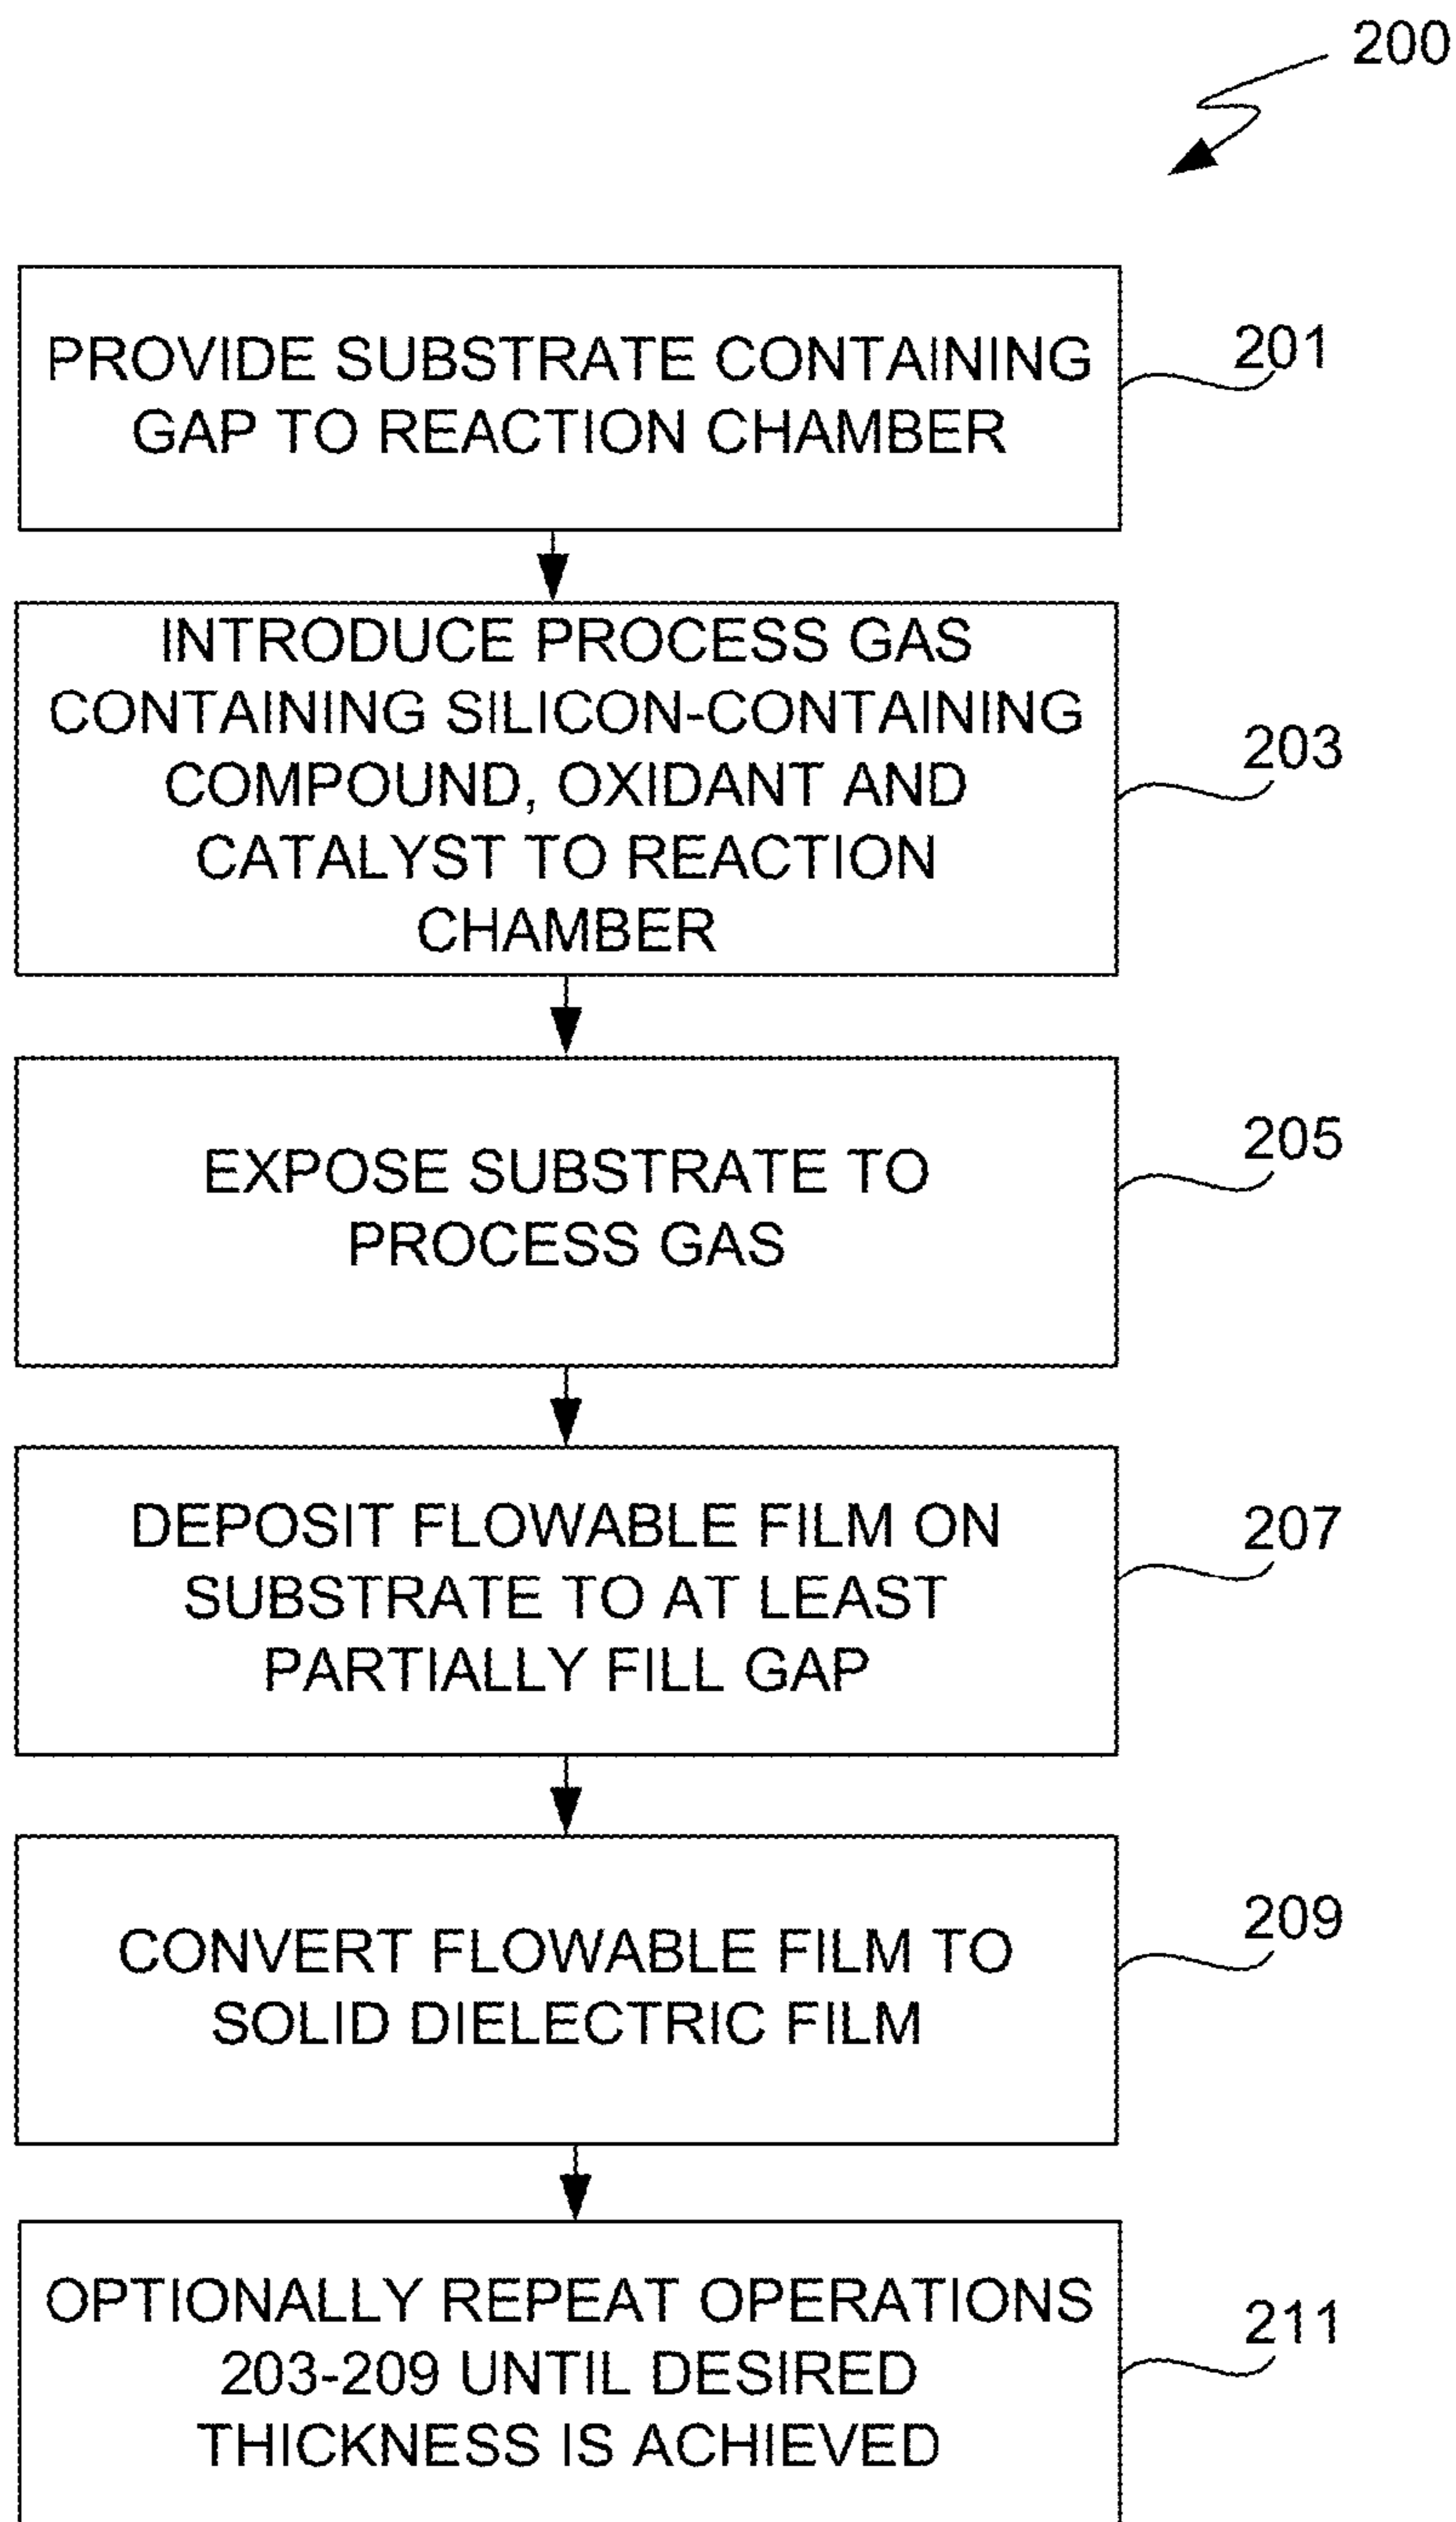 200
PROVIDE SUBSTRATE CONTAINING
GAP TO REACTION CHAMBER
201
INTRODUCE PROCESS GAS
CONTAINING SILICON-CONTAINING
COMPOUND, OXIDANT AND
CATALYST TO REACTION
CHAMBER
203
EXPOSE SUBSTRATE TO
PROCESS GAS
205
DEPOSIT FLOWABLE FILM ON
SUBSTRATE TO AT LEAST
PARTIALLY FILL GAP
207
CONVERT FLOWABLE FILM TO
SOLID DIELECTRIC FILM
209
OPTIONALLY REPEAT OPERATIONS
203-209 UNTIL DESIRED
THICKNESS IS ACHIEVED
211